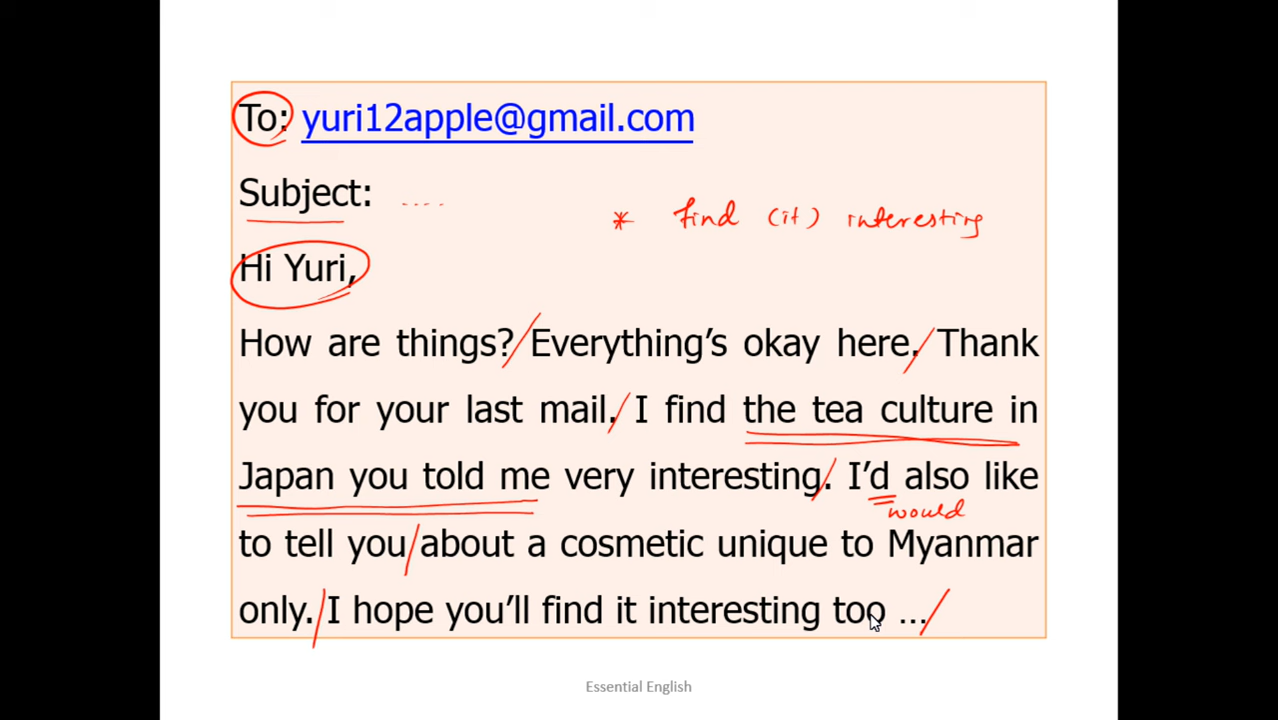 To: yuri12apple@gmail.com
Subject: ....
* find (it) interesting
Hi Yuri,
How are things? Everything’s okay here. Thank
you for your last mail. I find the tea culture in
Japan you told me very interesting. I’d also like
would
to tell you about a cosmetic unique to Myanmar
only. I hope you’ll find it interesting too ...
Essential English